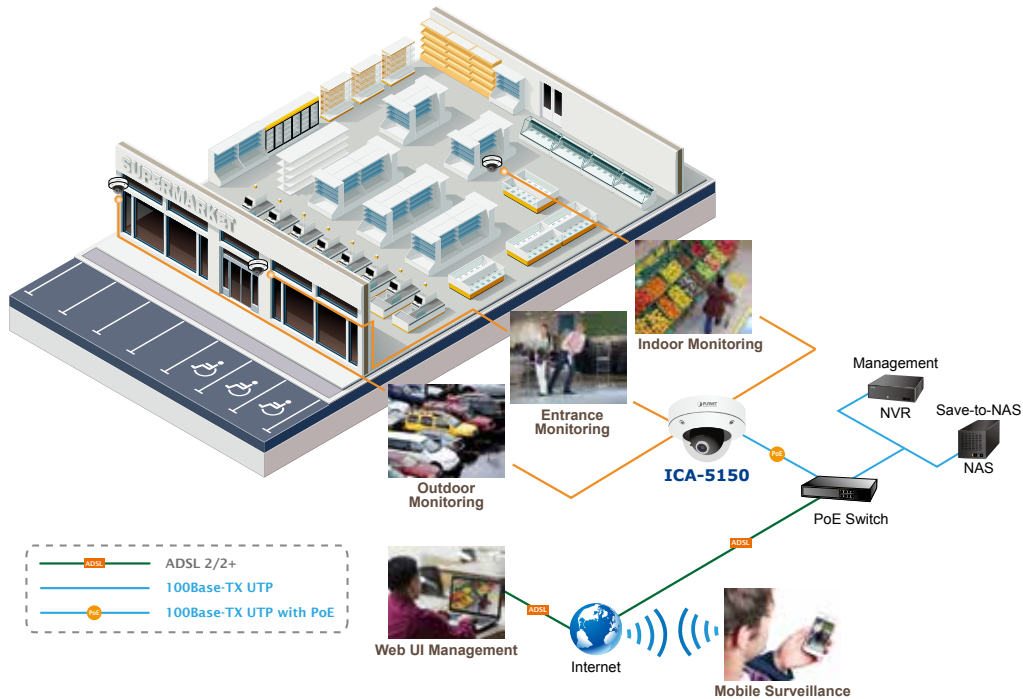 SUPERMARKET
Indoor Monitoring
Entrance
Monitoring
Outdoor
Monitoring
PLANET
ICA-5150
PoE
Management
NVR
Save-to-NAS
NAS
PoE Switch
ADSL
ADSL
Web UI Management
Internet
Mobile Surveillance
ADSL
ADSL 2/2+
100Base-TX UTP
PoE
100Base-TX UTP with PoE